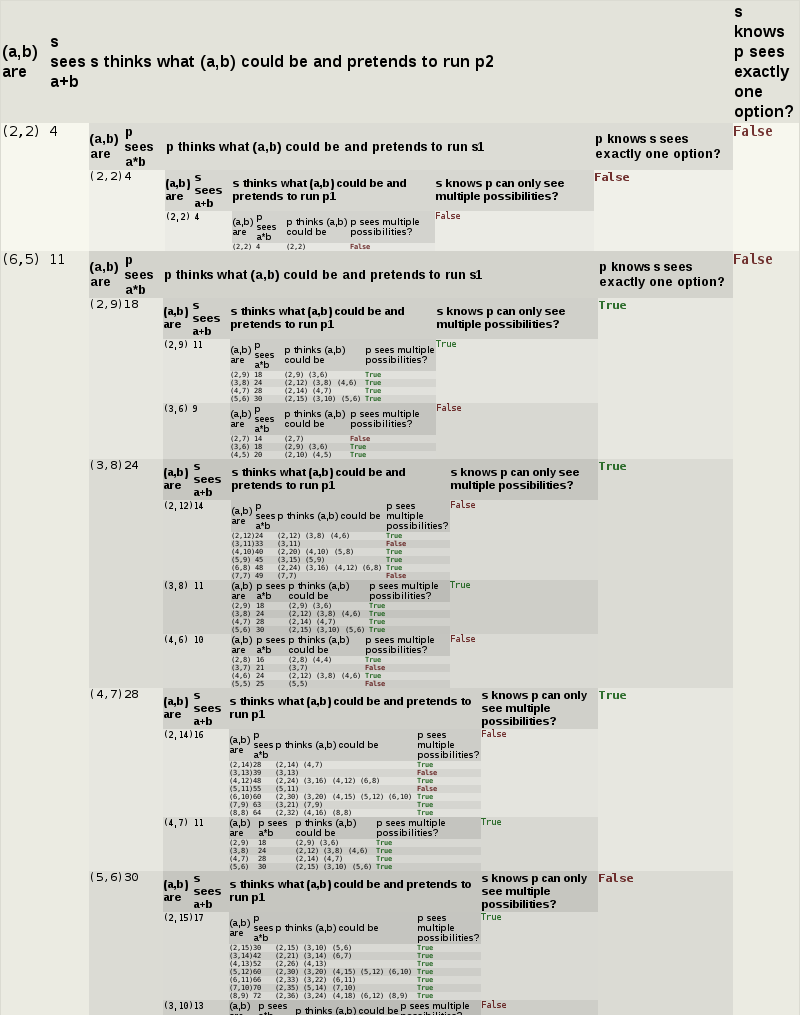 (a,b) are
s sees a+b
s thinks what (a,b) could be and pretends to run p2
s knows p sees exactly one option?
(2,2) 4 False
(a,b) are
p sees a*b
p thinks what (a,b) could be and pretends to run s1
p knows s sees exactly one option?
(2,2) 4 False
(a,b) are
s sees a+b
s thinks what (a,b) could be and pretends to run p1
s knows p can only see multiple possibilities?
(2,2) 4 False
(a,b) are
p sees a*b
p thinks (a,b) could be
p sees multiple possibilities?
(2,2) 4 (2,2) False
(6,5) 11 False
(a,b) are
p sees a*b
p thinks what (a,b) could be and pretends to run s1
p knows s sees exactly one option?
(2,9) 18 True
(a,b) are
s sees a+b
s thinks what (a,b) could be and pretends to run p1
s knows p can only see multiple possibilities?
(2,9) 11 True
(a,b) are
p sees a*b
p thinks (a,b) could be
p sees multiple possibilities?
(2,9) 18 (2,9) (3,6) True
(3,8) 24 (2,12) (3,8) (4,6) True
(4,7) 28 (2,14) (4,7) True
(5,6) 30 (2,15) (3,10) (5,6) True
(3,6) 9 False
(a,b) are
p sees a*b
p thinks (a,b) could be
p sees multiple possibilities?
(2,7) 14 (2,7) False
(3,6) 18 (2,9) (3,6) True
(4,5) 20 (2,10) (4,5) True
(3,8) 24 True
(a,b) are
s sees a+b
s thinks what (a,b) could be and pretends to run p1
s knows p can only see multiple possibilities?
(2,12) 14 False
(a,b) are
p sees a*b
p thinks (a,b) could be
p sees multiple possibilities?
(2,12) 24 (2,12) (3,8) (4,6) True
(3,11) 33 (3,11) False
(4,10) 40 (2,20) (4,10) (5,8) True
(5,9) 45 (3,15) (5,9) True
(6,8) 48 (2,24) (3,16) (4,12) (6,8) True
(7,7) 49 (7,7) False
(3,8) 11 True
(a,b) are
p sees a*b
p thinks (a,b) could be
p sees multiple possibilities?
(2,9) 18 (2,9) (3,6) True
(3,8) 24 (2,12) (3,8) (4,6) True
(4,7) 28 (2,14) (4,7) True
(5,6) 30 (2,15) (3,10) (5,6) True
(4,6) 10 False
(a,b) are
p sees a*b
p thinks (a,b) could be
p sees multiple possibilities?
(2,8) 16 (2,8) (4,4) True
(3,7) 21 (3,7) False
(4,6) 24 (2,12) (3,8) (4,6) True
(5,5) 25 (5,5) False
(4,7) 28 True
(a,b) are
s sees a+b
s thinks what (a,b) could be and pretends to run p1
s knows p can only see multiple possibilities?
(2,14) 16 False
(a,b) are
p sees a*b
p thinks (a,b) could be
p sees multiple possibilities?
(2,14) 28 (2,14) (4,7) True
(3,13) 39 (3,13) False
(4,12) 48 (2,24) (3,16) (4,12) (6,8) True
(5,11) 55 (5,11) False
(6,10) 60 (2,30) (3,20) (4,15) (5,12) (6,10) True
(7,9) 63 (3,21) (7,9) True
(8,8) 64 (2,32) (4,16) (8,8) True
(4,7) 11 True
(a,b) are
p sees a*b
p thinks (a,b) could be
p sees multiple possibilities?
(2,9) 18 (2,9) (3,6) True
(3,8) 24 (2,12) (3,8) (4,6) True
(4,7) 28 (2,14) (4,7) True
(5,6) 30 (2,15) (3,10) (5,6) True
(5,6) 30 False
(a,b) are
s sees a+b
s thinks what (a,b) could be and pretends to run p1
s knows p can only see multiple possibilities?
(2,15) 17 True
(a,b) are
p sees a*b
p thinks (a,b) could be
p sees multiple possibilities?
(2,15) 30 (2,15) (3,10) (5,6) True
(3,14) 42 (2,21) (3,14) (6,7) True
(4,13) 52 (2,26) (4,13) True
(5,12) 60 (2,30) (3,20) (4,15) (5,12) (6,10) True
(6,11) 66 (2,33) (3,22) (6,11) True
(7,10) 70 (2,35) (5,14) (7,10) True
(8,9) 72 (2,36) (3,24) (4,18) (6,12) (8,9) True
(3,10) 13 False
(a,b) p sees p thinks (a,b) could be p sees multiple